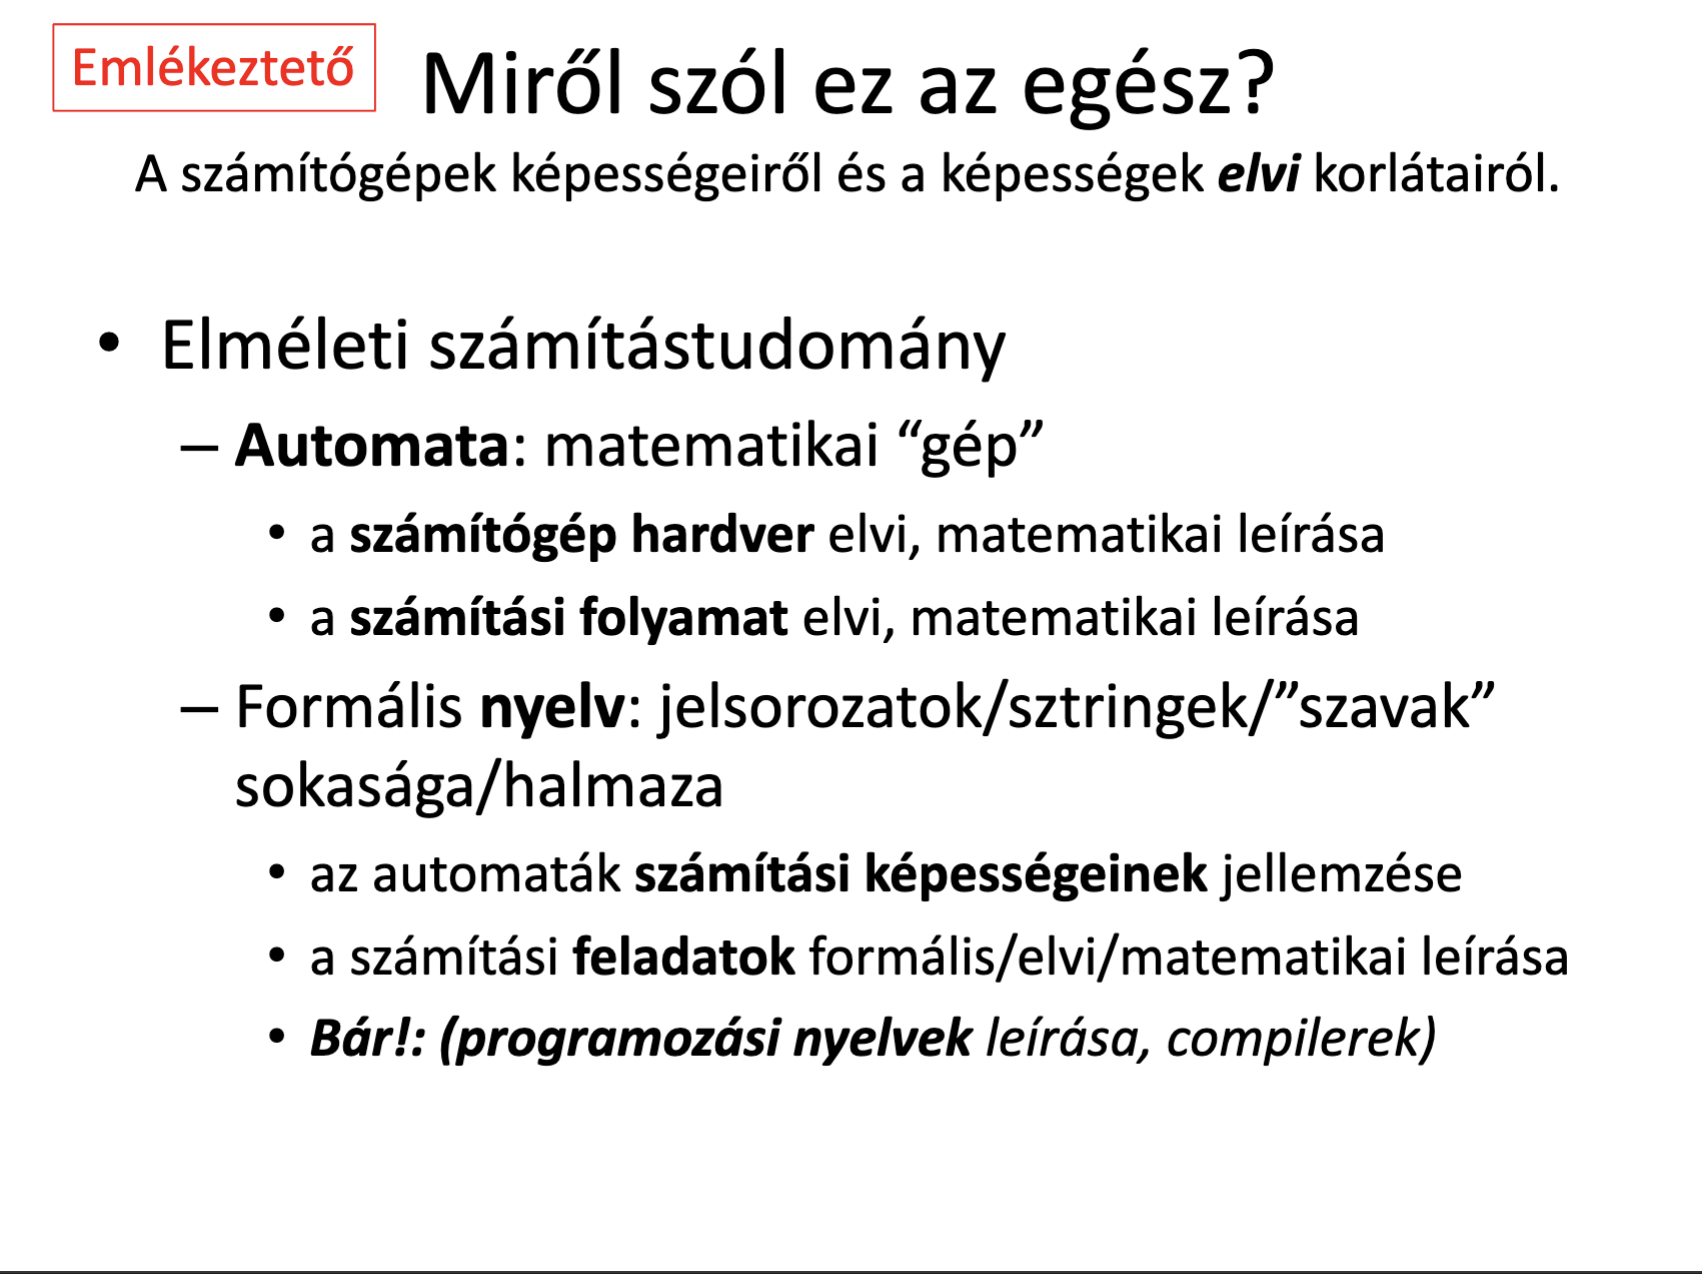 Emlékeztető
Miről szól ez az egész?
A számítógépek képességeiről és a képességek elvi korlátairól.
• Elméleti számítástudomány
– Automata: matematikai “gép”
• a számítógép hardver elvi, matematikai leírása
• a számítási folyamat elvi, matematikai leírása
– Formális nyelv: jelsorozatok/sztringek/”szavak”
sokasága/halmaza
• az automaták számítási képességeinek jellemzése
• a számítási feladatok formális/elvi/matematikai leírása
• Bár!: (programozási nyelvek leírása, compilerek)